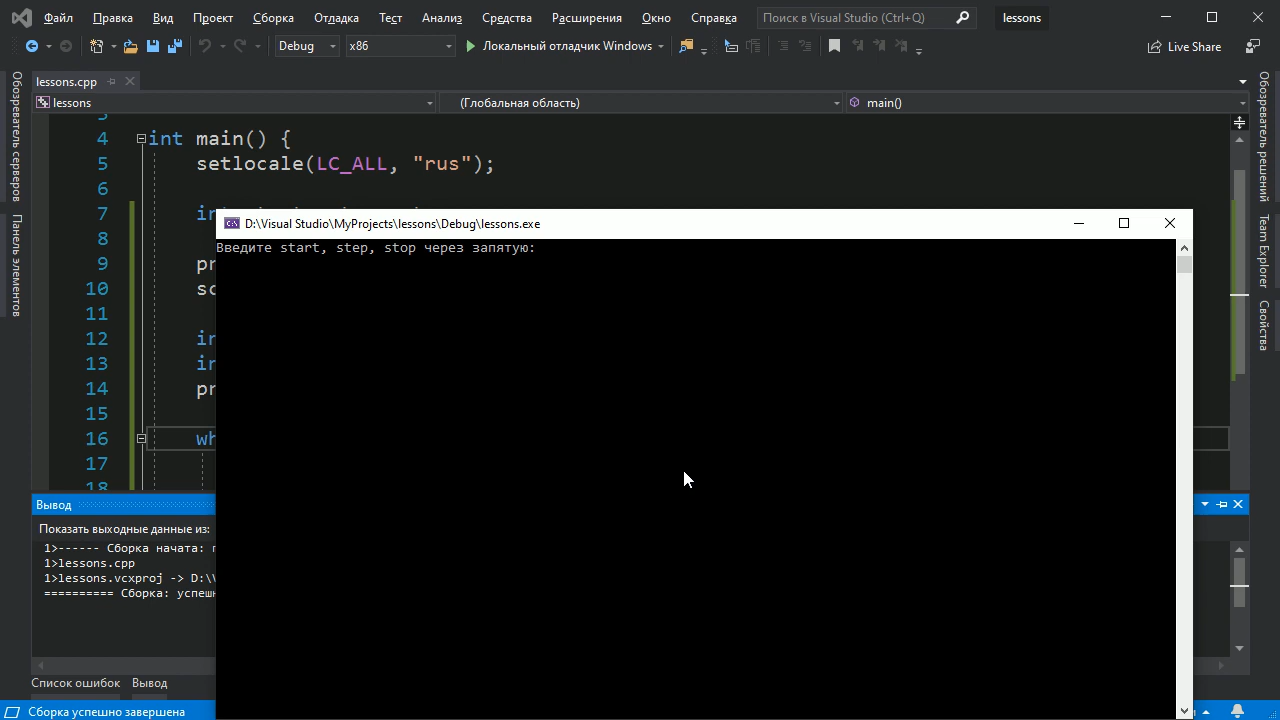 Файл Правка Вид Проект Сборка Отладка Тест Анализ Средства Расширения Окно Справка Поиск в Visual Studio (Ctrl+Q) lessons
Debug x86 Локальный отладчик Windows Live Share
lessons.cpp
lessons (Глобальная область) main()
Обозреватель серверов
Панель элементов
4 int main() {
5 setlocale(LC_ALL, "rus");
6
7
8
9
10
11
12
13
14
15
16
17
18
D:\Visual Studio\MyProjects\lessons\Debug\lessons.exe
Введите start, step, stop через запятую:
Обозреватель решений
Team Explorer
Свойства
Вывод
Показать выходные данные из:
1>------ Сборка начата:
1>lessons.cpp
1>lessons.vcxproj -> D:\
========== Сборка:
Список ошибок Вывод
Сборка успешно завершена